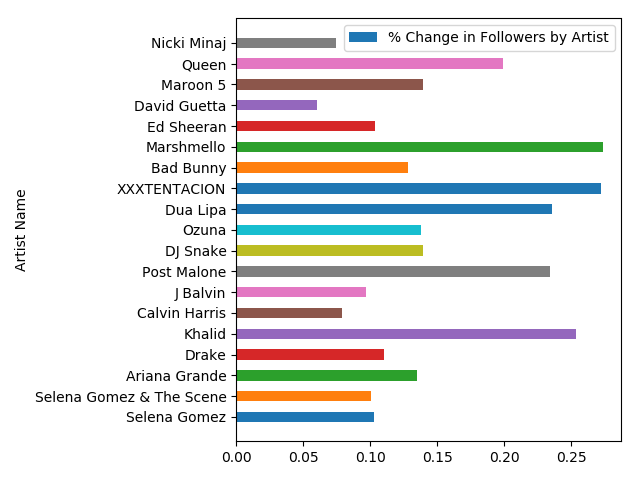 % Change in Followers by Artist
Nicki Minaj
Queen
Maroon 5
David Guetta
Ed Sheeran
Marshmello
Bad Bunny
XXXTENTACION
Dua Lipa
Ozuna
DJ Snake
Post Malone
J Balvin
Calvin Harris
Khalid
Drake
Ariana Grande
Selena Gomez & The Scene
Selena Gomez
Artist Name
0.00 0.05 0.10 0.15 0.20 0.25